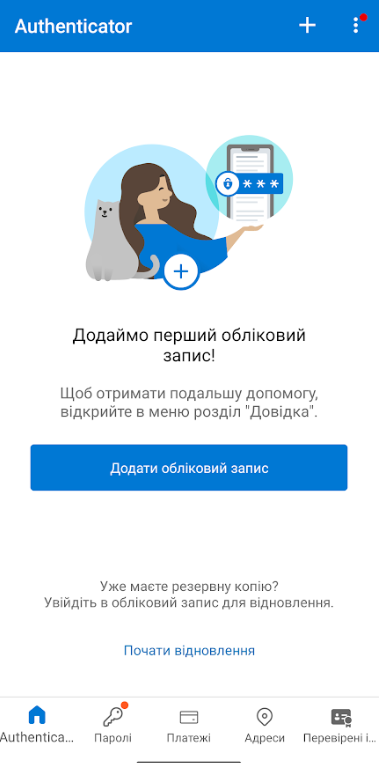 Authenticator
***
Додаймо перший обліковий
запис!
Щоб отримати подальшу допомогу,
відкрийте в меню розділ "Довідка".
Додати обліковий запис
Уже маєте резервну копію?
Увійдіть в обліковий запис для відновлення.
Почати відновлення
Authentica...
Паролі
Платежі
Адреси
Перевірені і...